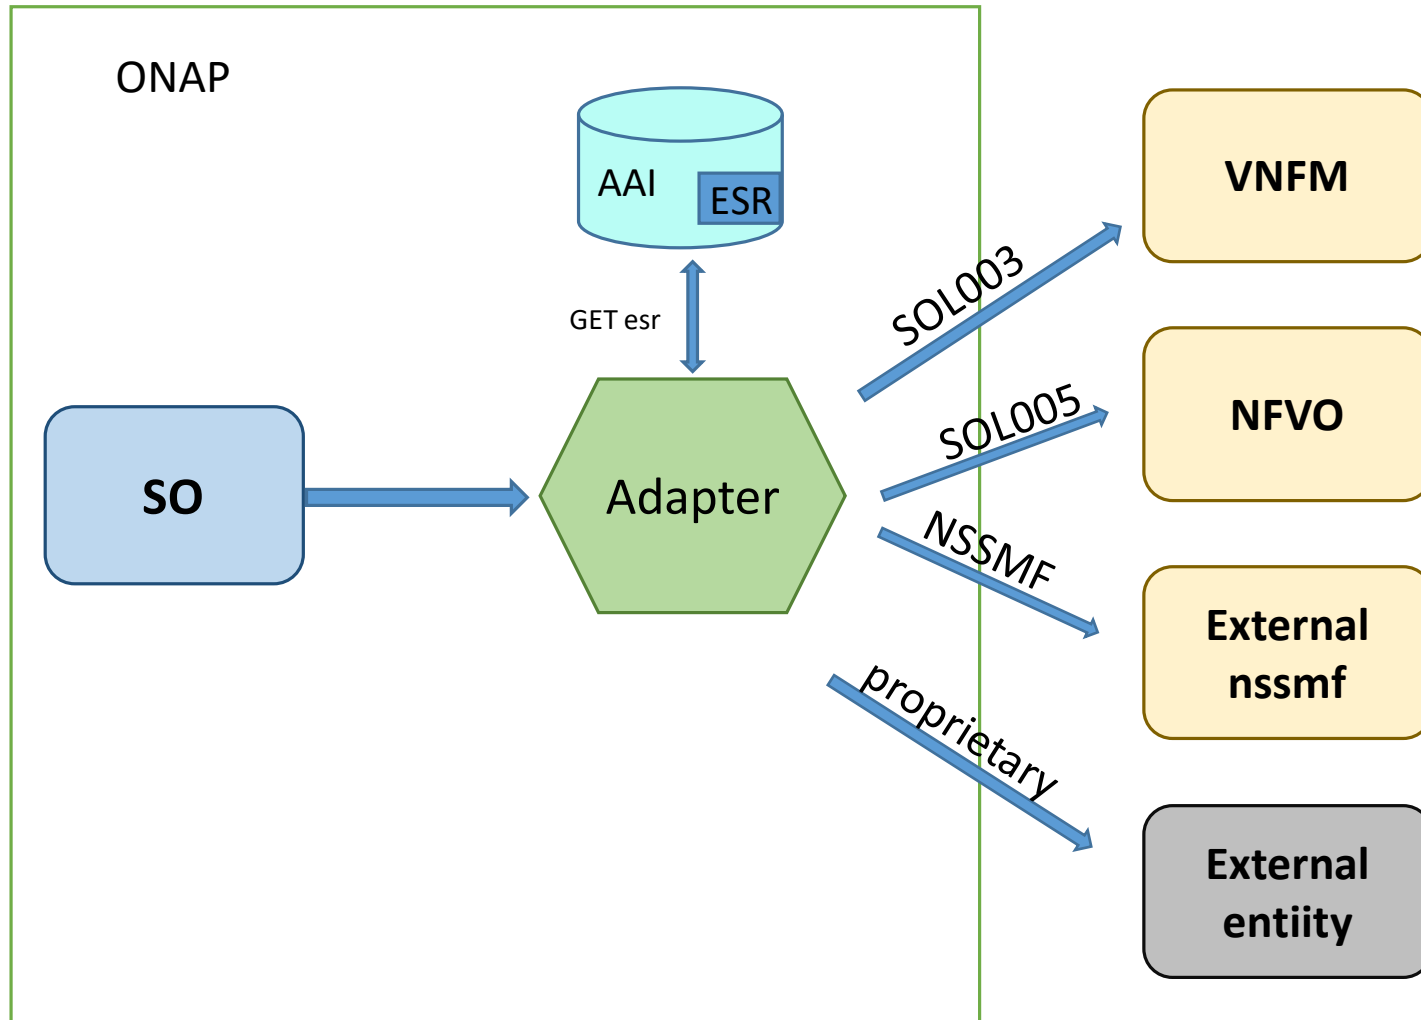 ONAP
AAI
ESR
GET esr
SO
Adapter
SOL003
SOL005
NSSMF
proprietary
VNFM
NFVO
External
nssmf
External
entiity